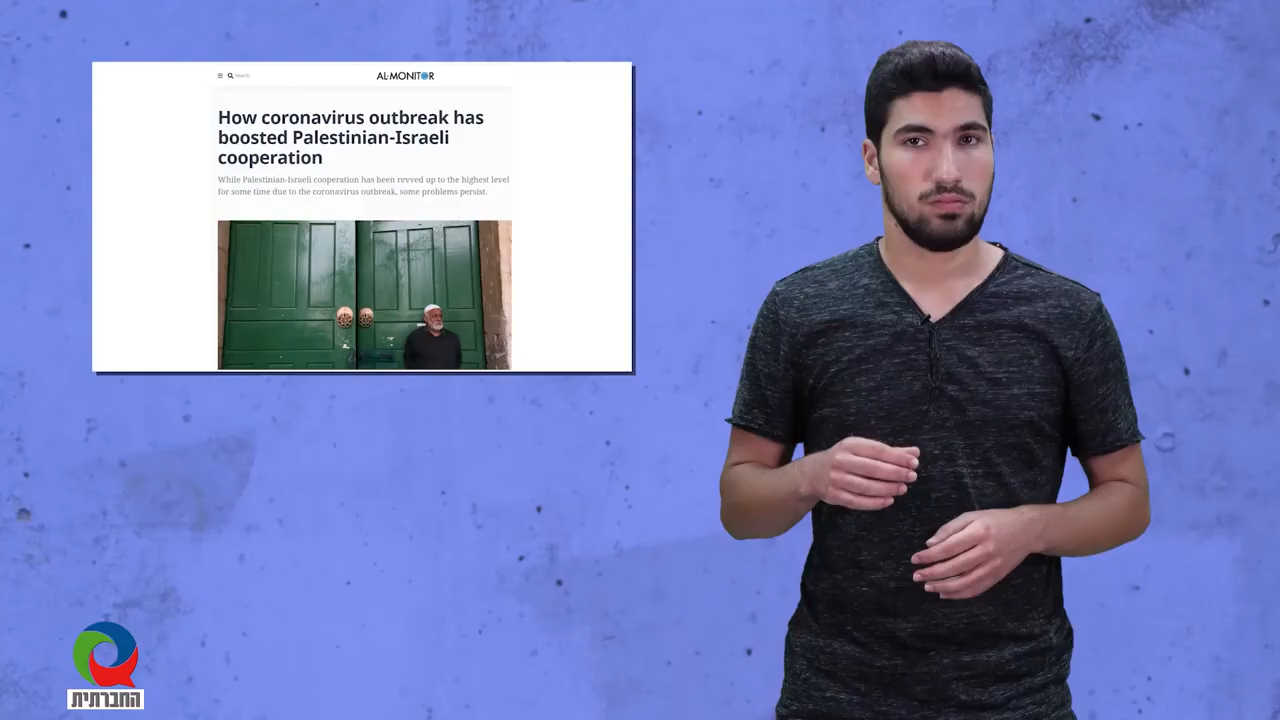 Search
AL-MONITOR
How coronavirus outbreak has
boosted Palestinian-Israeli
cooperation
While Palestinian-Israeli cooperation has been revved up to the highest level
for some time due to the coronavirus outbreak, some problems persist.
החברתית